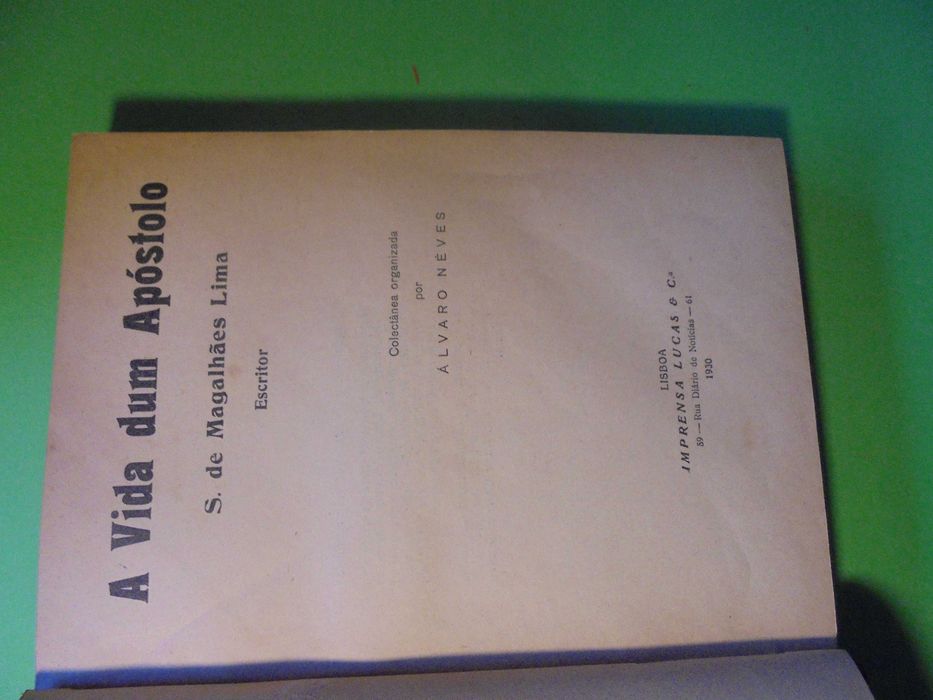 A Vida dum Apóstolo
S. de Magalhães Lima
Escritor
Colectânea organizada
por
ÁLVARO NÉVES
LISBOA
IMPRENSA LUCAS & C.ª
59 — Rua Diário de Notícias — 61
1930